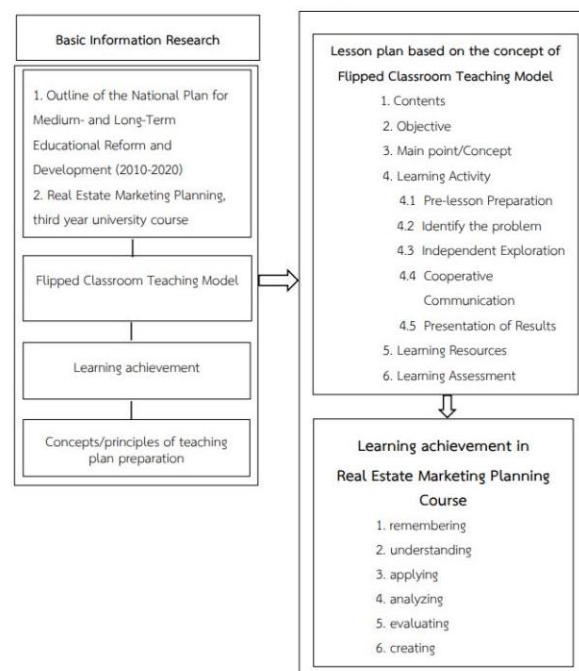 Basic Information Research
1. Outline of the National Plan for
Medium- and Long-Term
Educational Reform and
Development (2010-2020)
2. Real Estate Marketing Planning,
third year university course
Flipped Classroom Teaching Model
Learning achievement
Concepts/principles of teaching
plan preparation
Lesson plan based on the concept of
Flipped Classroom Teaching Model
1. Contents
2. Objective
3. Main point/Concept
4. Learning Activity
4.1 Pre-lesson Preparation
4.2 Identify the problem
4.3 Independent Exploration
4.4 Cooperative
Communication
4.5 Presentation of Results
5. Learning Resources
6. Learning Assessment
Learning achievement in
Real Estate Marketing Planning
Course
1. remembering
2. understanding
3. applying
4. analyzing
5. evaluating
6. creating